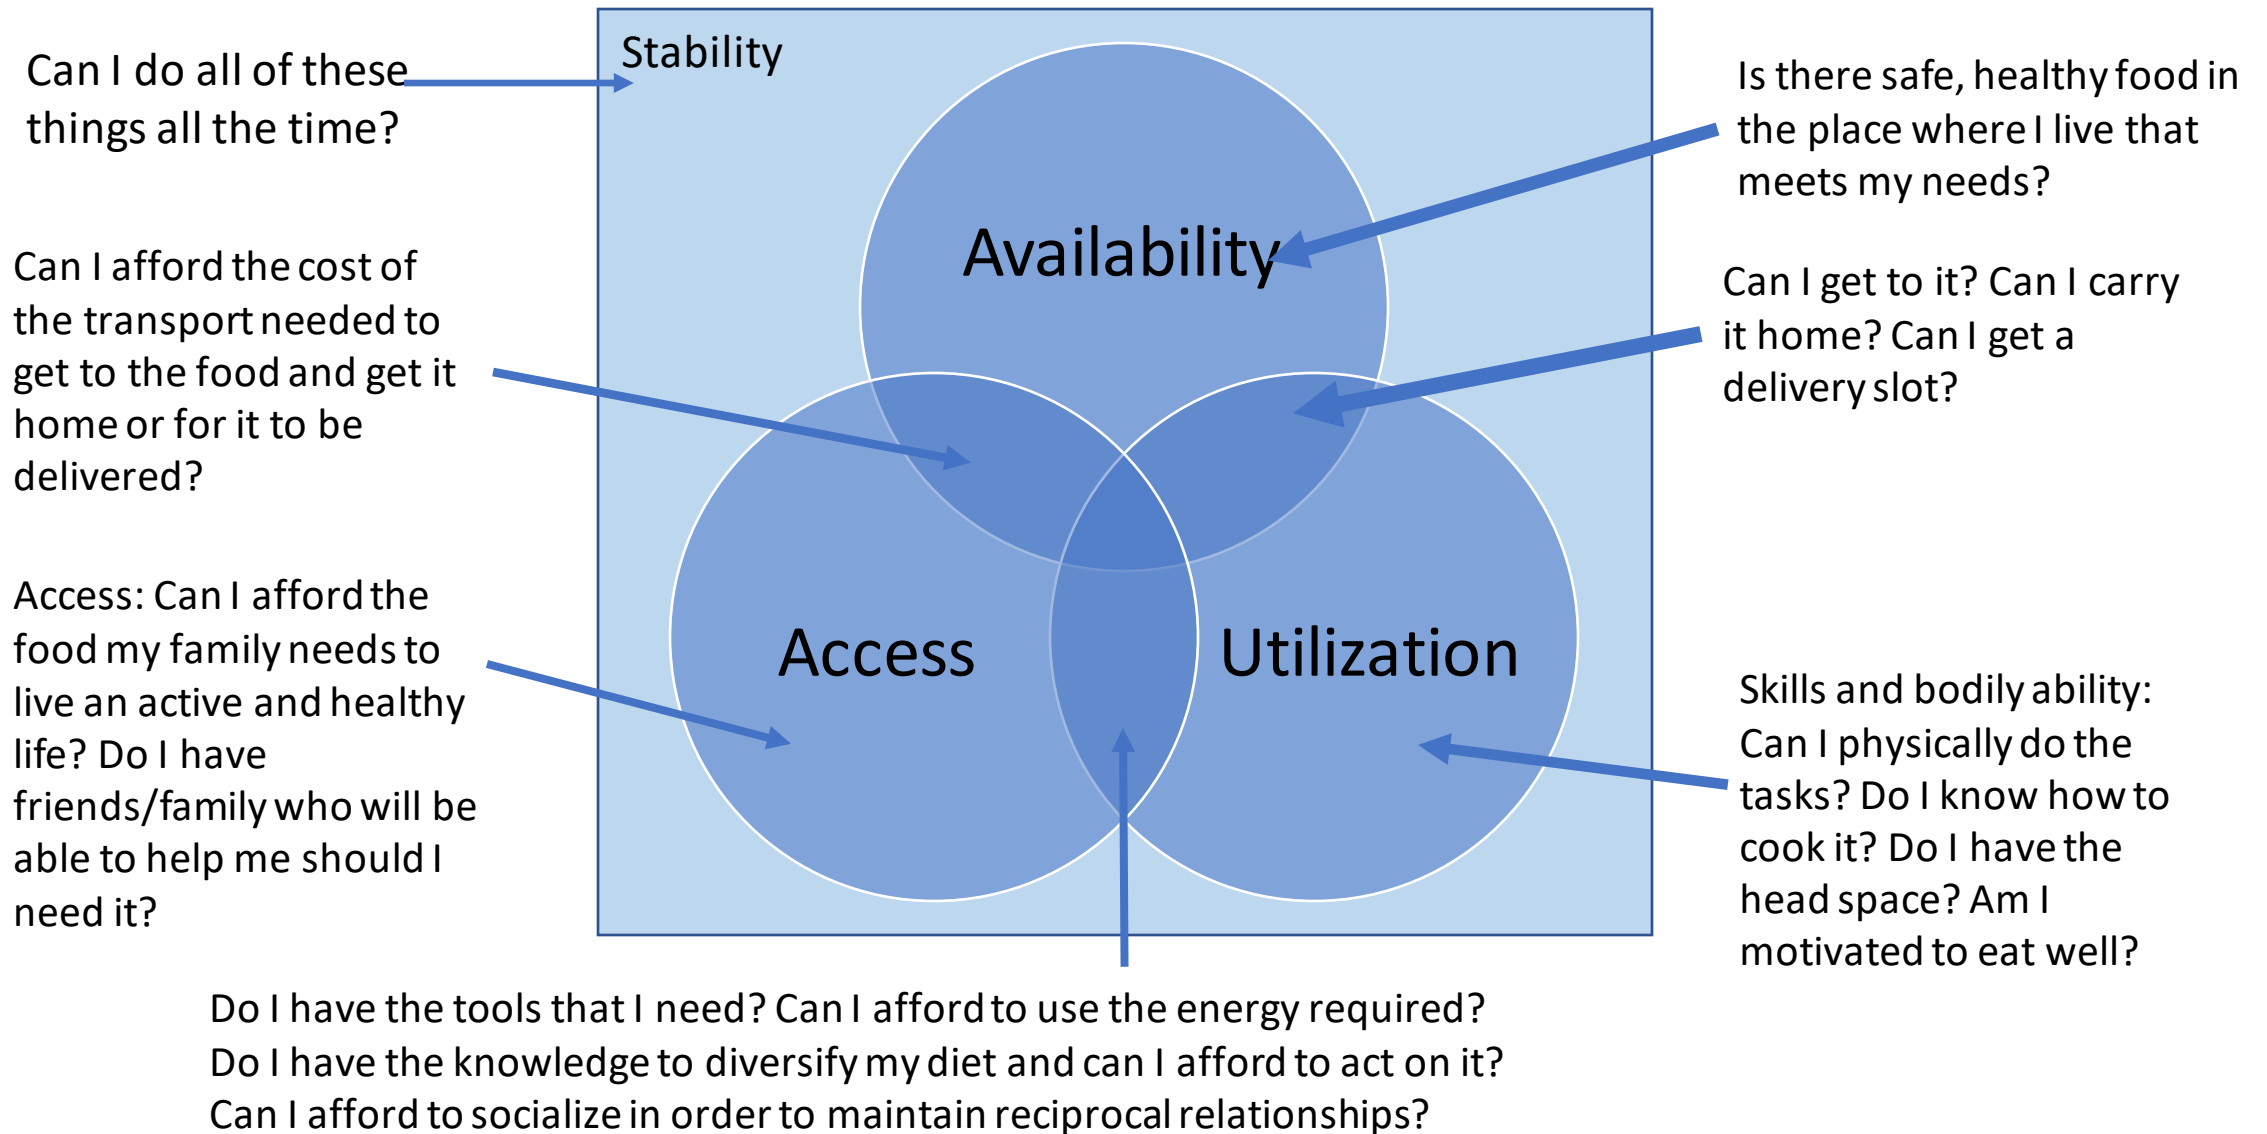 Can I do all of these
things all the time?
Stability
Is there safe, healthy food in
the place where I live that
meets my needs?
Availability
Can I afford the cost of
the transport needed to
get to the food and get it
home or for it to be
delivered?
Can I get to it? Can I carry
it home? Can I get a
delivery slot?
Access: Can I afford the
food my family needs to
live an active and healthy
life? Do I have
friends/family who will be
able to help me should I
need it?
Access
Utilization
Skills and bodily ability:
Can I physically do the
tasks? Do I know how to
cook it? Do I have the
head space? Am I
motivated to eat well?
Do I have the tools that I need? Can I afford to use the energy required?
Do I have the knowledge to diversify my diet and can I afford to act on it?
Can I afford to socialize in order to maintain reciprocal relationships?